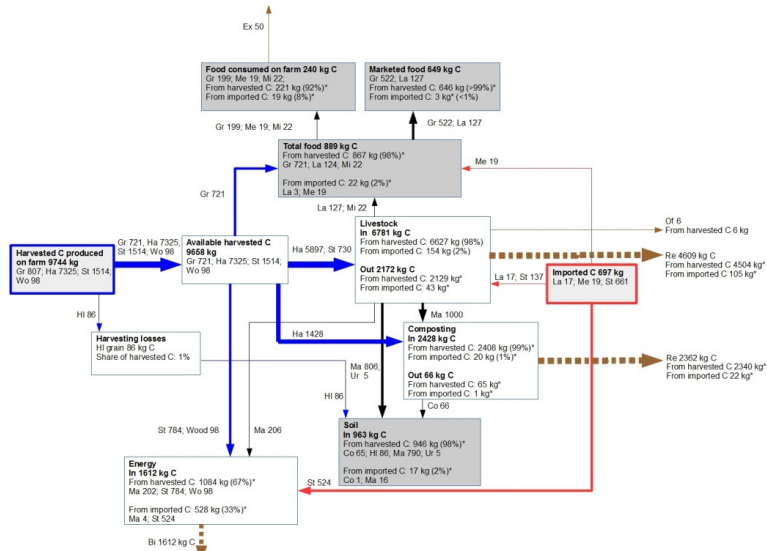 Ex 50
Food consumed on farm 240 kg C
Gr 199; Me 19; Mi 22;
From harvested C: 221 kg (92%)*
From imported C: 19 kg (8%)*
Marketed food 649 kg C
Gr 522; La 127
From harvested C: 646 kg (>99%)*
From imported C: 3 kg* (<1%)
Gr 199; Me 19; Mi 22
Gr 522; La 127
Total food 889 kg C
From harvested C: 867 kg (98%)*
Gr 721; La 124; Mi 22
From imported C: 22 kg (2%)*
La 3; Me 19
Me 19
Gr 721
La 127; Mi 22
Harvested C produced
on farm 9744 kg C
Gr 807; Ha 7325; St 1514;
Wo 98
Gr 721, Ha 7325;
St 1514; Wo 98
Available harvested C
9658 kg C
Gr 721; Ha 7325; St 1514;
Wo 98
Ha 5897; St 730
Livestock
In 6781 kg C
From harvested C: 6627 kg (98%)
From imported C: 154 kg (2%)
Out 2172 kg C
From harvested C: 2129 kg*
From imported C: 43 kg*
Of 6
From harvested C 6 kg
Re 4609 kg C
From harvested C 4504 kg*
From imported C 105 kg*
La 17; St 137
Imported C 697 kg
La 17; Me 19; St 661
Hl 86
Harvesting losses
Hl grain 86 kg C
Share of harvested C: 1%
Ha 1428
Ma 1000
Composting
In 2428 kg C
From harvested C: 2408 kg (99%)*
From imported C: 20 kg (1%)*
Out 66 kg C
From harvested C: 65 kg*
From imported C: 1 kg*
Re 2362 kg C
From harvested C: 2340 kg*
From imported C 22 kg*
Ma 806;
Ur 5
Hl 86
Co 66
St 784; Wood 98
Ma 206
Soil
In 963 kg C
From harvested C: 946 kg (98%)*
Co 65; Hl 86; Ma 790; Ur 5
From imported C: 17 kg (2%)*
Co 1; Ma 16
Energy
In 1612 kg C
From harvested C: 1084 kg (67%)*
Ma 202; St 784; Wo 98
From imported C: 528 kg (33%)*
Ma 4; St 524
St 524
Bi 1612 kg C